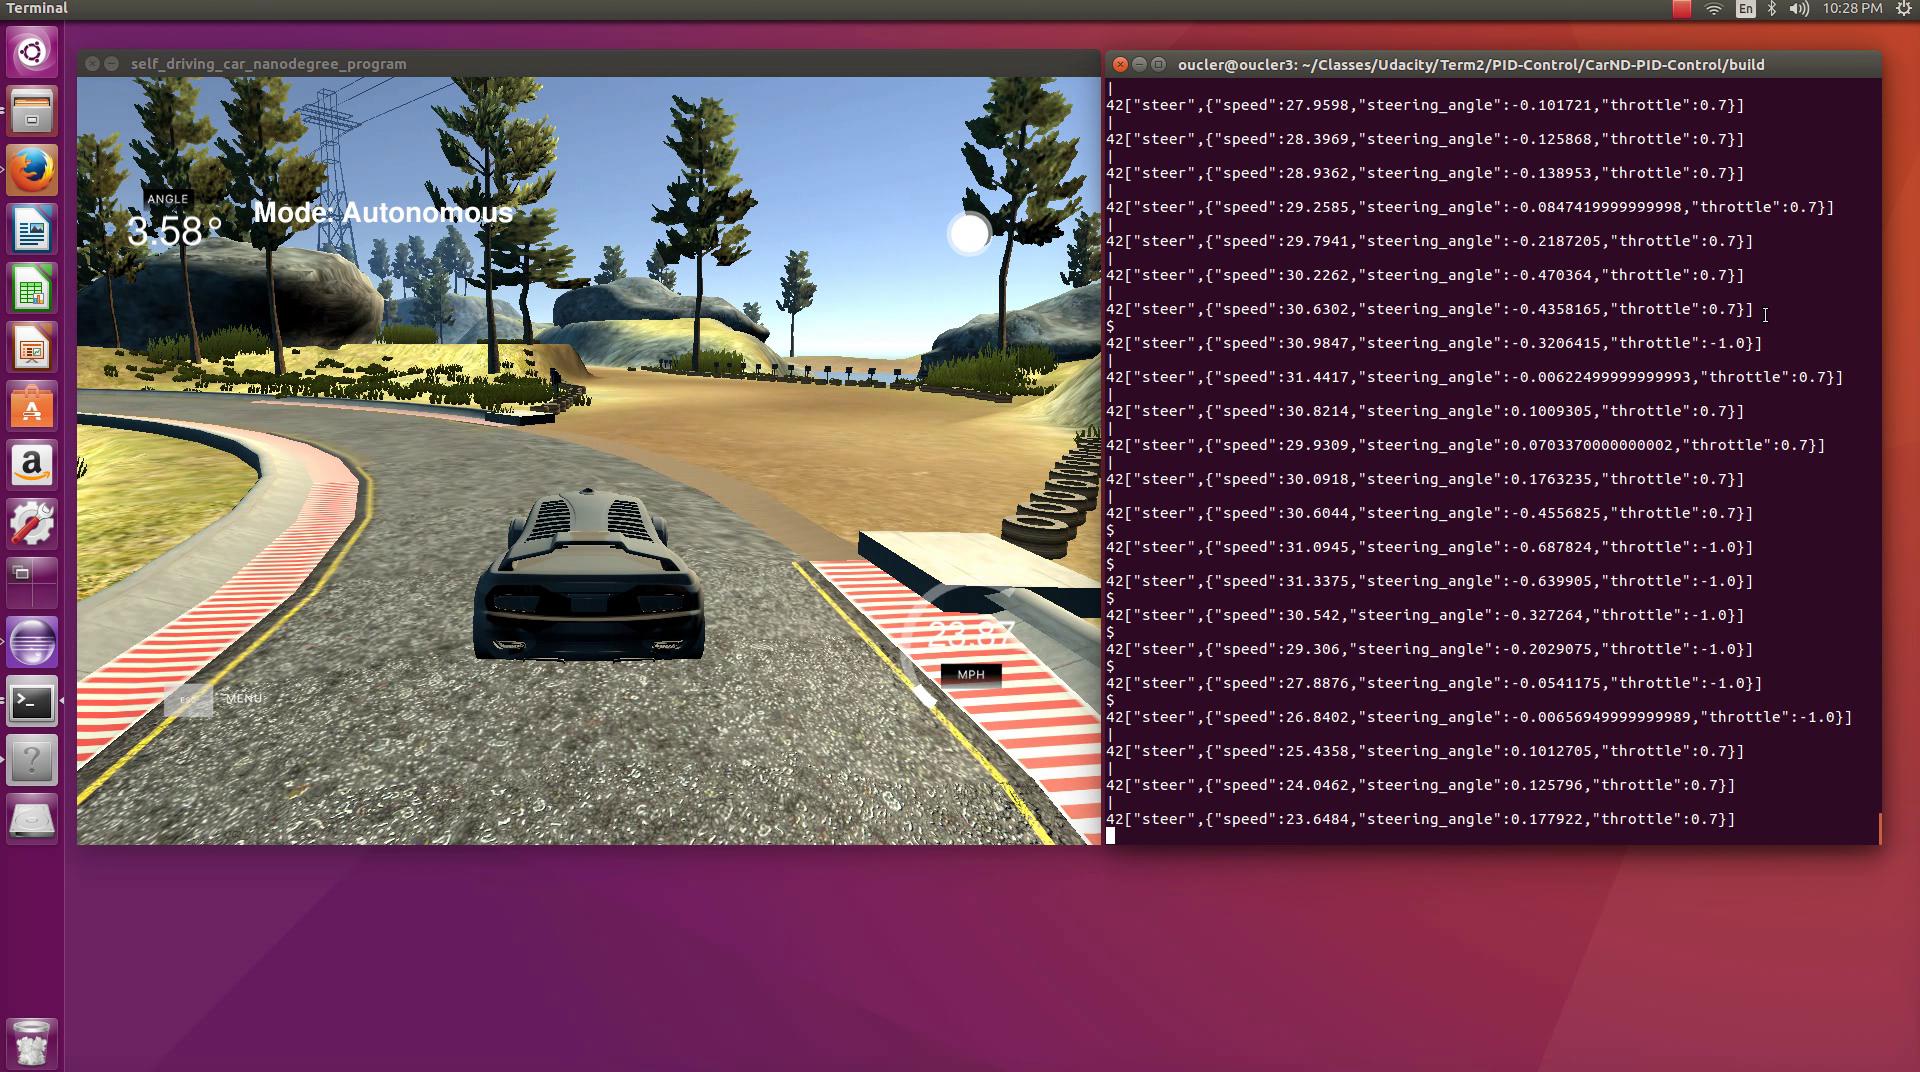 Terminal
En
10:28 PM
self_driving_car_nanodegree_program
ANGLE
3.58°
Mode: Autonomous
23.87
MPH
ESC
MENU
a
?
oucler@oucler3: ~/Classes/Udacity/Term2/PID-Control/CarND-PID-Control/build
|
42["steer",{"speed":27.9598,"steering_angle":-0.101721,"throttle":0.7}]
|
42["steer",{"speed":28.3969,"steering_angle":-0.125868,"throttle":0.7}]
|
42["steer",{"speed":28.9362,"steering_angle":-0.138953,"throttle":0.7}]
|
42["steer",{"speed":29.2585,"steering_angle":-0.0847419999999998,"throttle":0.7}]
|
42["steer",{"speed":29.7941,"steering_angle":-0.2187205,"throttle":0.7}]
|
42["steer",{"speed":30.2262,"steering_angle":-0.470364,"throttle":0.7}]
|
42["steer",{"speed":30.6302,"steering_angle":-0.4358165,"throttle":0.7}]
$
42["steer",{"speed":30.9847,"steering_angle":-0.3206415,"throttle":-1.0}]
|
42["steer",{"speed":31.4417,"steering_angle":-0.00622499999999993,"throttle":0.7}]
|
42["steer",{"speed":30.8214,"steering_angle":0.1009305,"throttle":0.7}]
|
42["steer",{"speed":29.9309,"steering_angle":0.0703370000000002,"throttle":0.7}]
|
42["steer",{"speed":30.0918,"steering_angle":0.1763235,"throttle":0.7}]
|
42["steer",{"speed":30.6044,"steering_angle":-0.4556825,"throttle":0.7}]
$
42["steer",{"speed":31.0945,"steering_angle":-0.687824,"throttle":-1.0}]
$
42["steer",{"speed":31.3375,"steering_angle":-0.639905,"throttle":-1.0}]
$
42["steer",{"speed":30.542,"steering_angle":-0.327264,"throttle":-1.0}]
$
42["steer",{"speed":29.306,"steering_angle":-0.2029075,"throttle":-1.0}]
$
42["steer",{"speed":27.8876,"steering_angle":-0.0541175,"throttle":-1.0}]
$
42["steer",{"speed":26.8402,"steering_angle":-0.00656949999999989,"throttle":-1.0}]
|
42["steer",{"speed":25.4358,"steering_angle":0.1012705,"throttle":0.7}]
|
42["steer",{"speed":24.0462,"steering_angle":0.125796,"throttle":0.7}]
|
42["steer",{"speed":23.6484,"steering_angle":0.177922,"throttle":0.7}]